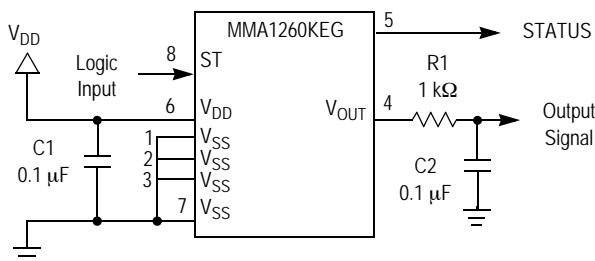 MMA1260KEG
5
STATUS
V_DD
8
ST
Logic
Input
R1
1 kΩ
6
V_DD
V_OUT
4
Output
Signal
1
V_SS
2
V_SS
3
V_SS
C1
0.1 µF
C2
0.1 µF
7
V_SS